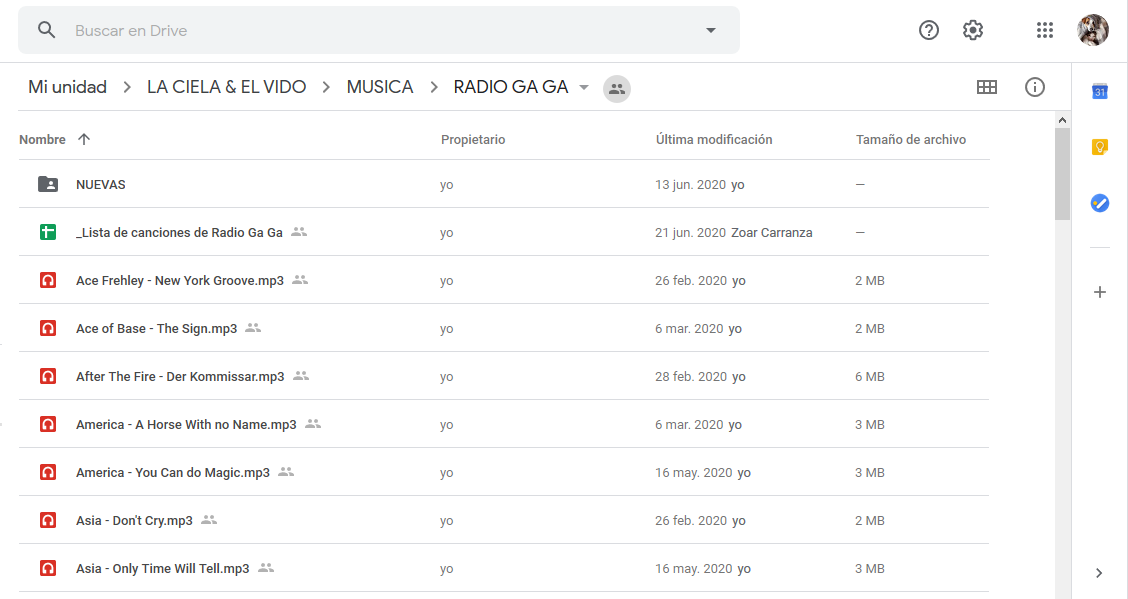 Buscar en Drive
Mi unidad > LA CIELA & EL VIDO > MUSICA > RADIO GA GA
31
Nombre Propietario Última modificación Tamaño de archivo
NUEVAS yo 13 jun. 2020 yo —
_Lista de canciones de Radio Ga Ga yo 21 jun. 2020 Zoar Carranza —
Ace Frehley - New York Groove.mp3 yo 26 feb. 2020 yo 2 MB
Ace of Base - The Sign.mp3 yo 6 mar. 2020 yo 2 MB
After The Fire - Der Kommissar.mp3 yo 28 feb. 2020 yo 6 MB
America - A Horse With no Name.mp3 yo 6 mar. 2020 yo 3 MB
America - You Can do Magic.mp3 yo 16 may. 2020 yo 3 MB
Asia - Don't Cry.mp3 yo 26 feb. 2020 yo 2 MB
Asia - Only Time Will Tell.mp3 yo 16 may. 2020 yo 3 MB